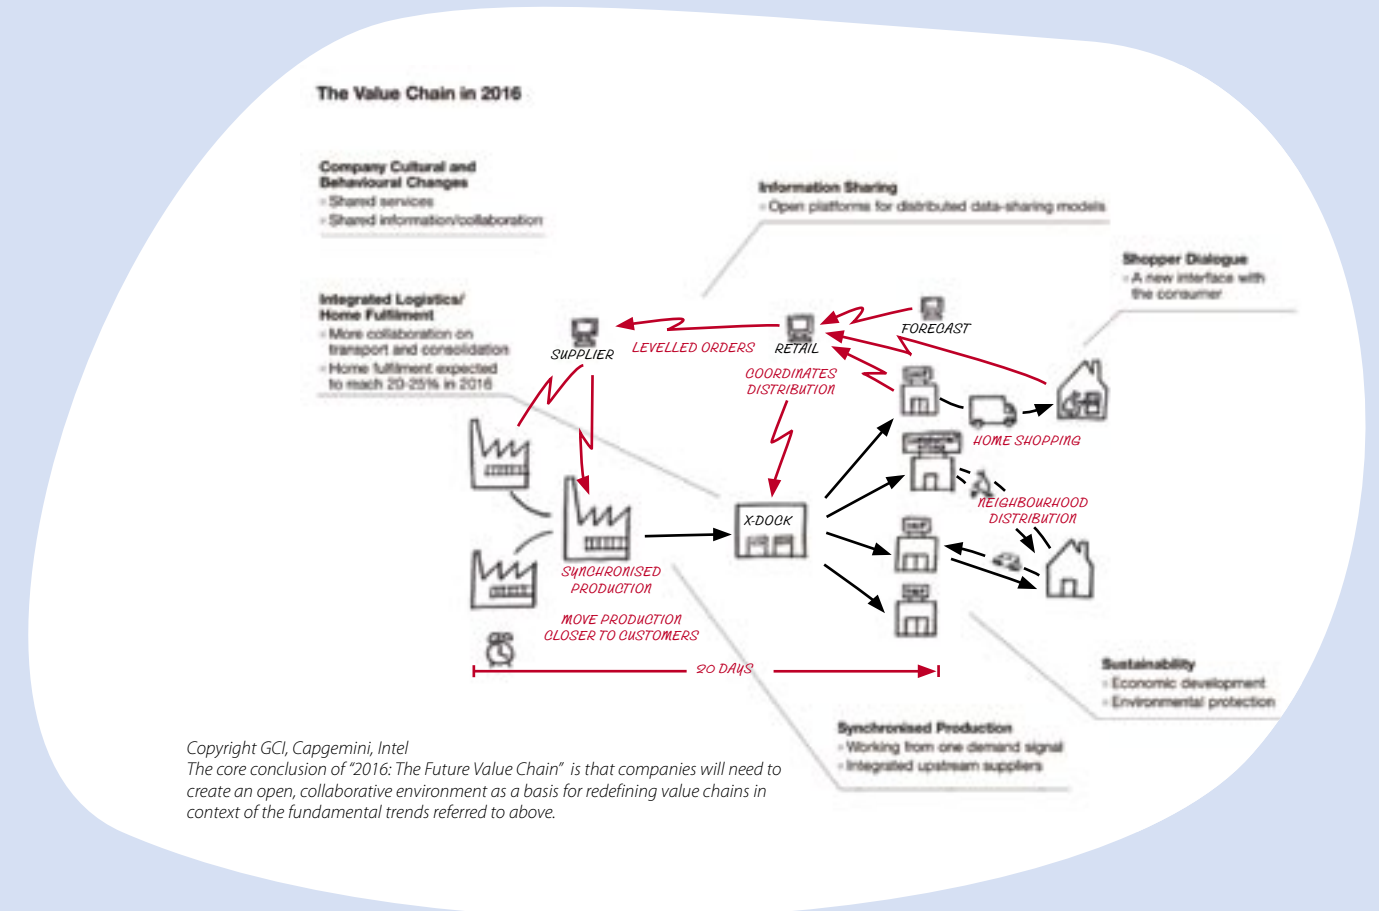 The Value Chain in 2016
Company Cultural and
Behavioural Changes
Shared services
Shared information/collaboration
Information Sharing
Open platforms for distributed data-sharing models
Shopper Dialogue
A new interface with
the consumer
Integrated Logistics/
Home Fulfilment
More collaboration on
transport and consolidation
Home fulfilment expected
to reach 20-25% in 2016
SUPPLIER
LEVELLED ORDERS
RETAIL
FORECAST
COORDINATES
DISTRIBUTION
HOME SHOPPING
X-DOCK
NEIGHBOURHOOD
DISTRIBUTION
SYNCHRONISED
PRODUCTION
MOVE PRODUCTION
CLOSER TO CUSTOMERS
20 DAYS
Sustainability
Economic development
Environmental protection
Synchronised Production
Working from one demand signal
Integrated upstream suppliers
Copyright GCI, Capgemini, Intel
The core conclusion of “2016: The Future Value Chain” is that companies will need to
create an open, collaborative environment as a basis for redefining value chains in
context of the fundamental trends referred to above.